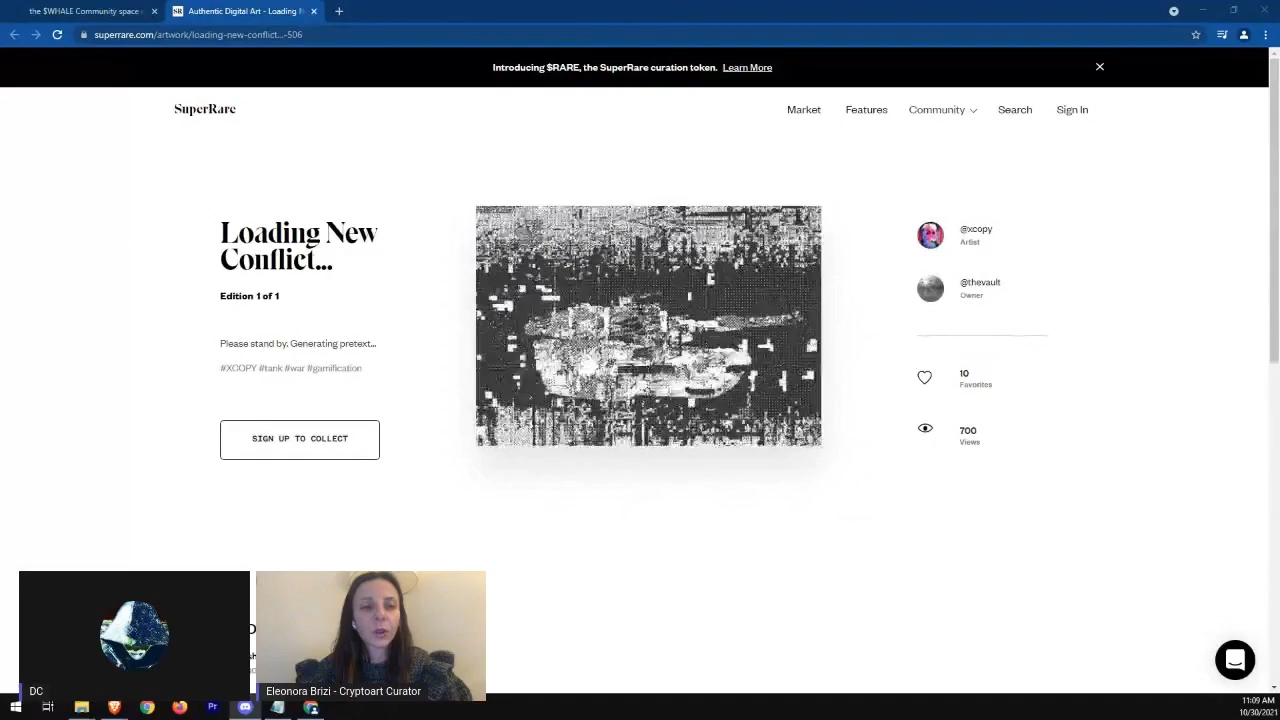 the $WHALE Community space
Authentic Digital Art - Loading N
superrare.com/artwork/loading-new-conflict...-506
Introducing $RARE, the SuperRare curation token. Learn More
SuperRare
Market
Features
Community
Search
Sign In
Loading New
Conflict...
Edition 1 of 1
Please stand by. Generating pretext...
#XCOPY #tank #war #gamification
SIGN UP TO COLLECT
@xcopy
Artist
@thevault
Owner
10
Favorites
700
Views
DC
Eleonora Brizi - Cryptoart Curator
11:09 AM
10/30/2021